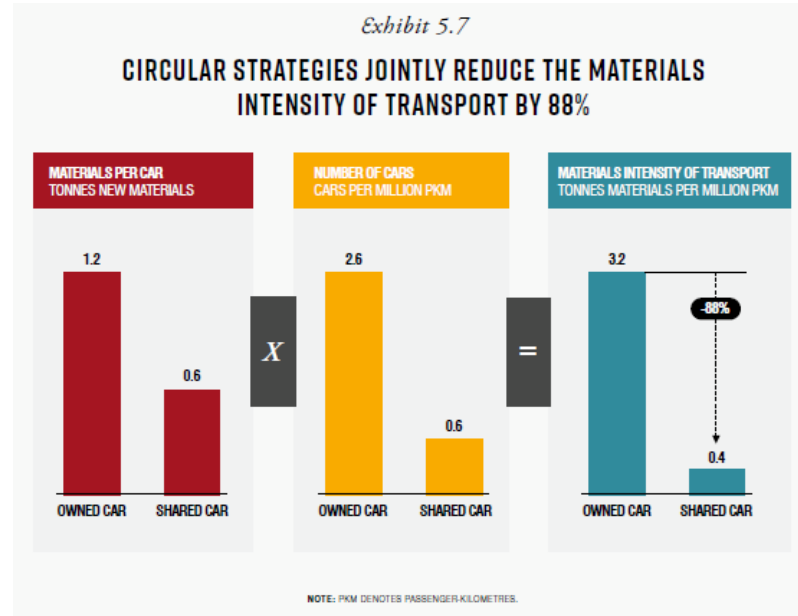 Exhibit 5.7
CIRCULAR STRATEGIES JOINTLY REDUCE THE MATERIALS
INTENSITY OF TRANSPORT BY 88%
MATERIALS PER CAR
TONNES NEW MATERIALS
1.2
0.6
OWNED CAR
SHARED CAR
X
NUMBER OF CARS
CARS PER MILLION PKM
2.6
0.6
OWNED CAR
SHARED CAR
=
MATERIALS INTENSITY OF TRANSPORT
TONNES MATERIALS PER MILLION PKM
3.2
-88%
0.4
OWNED CAR
SHARED CAR
NOTE: PKM DENOTES PASSENGER-KILOMETRES.